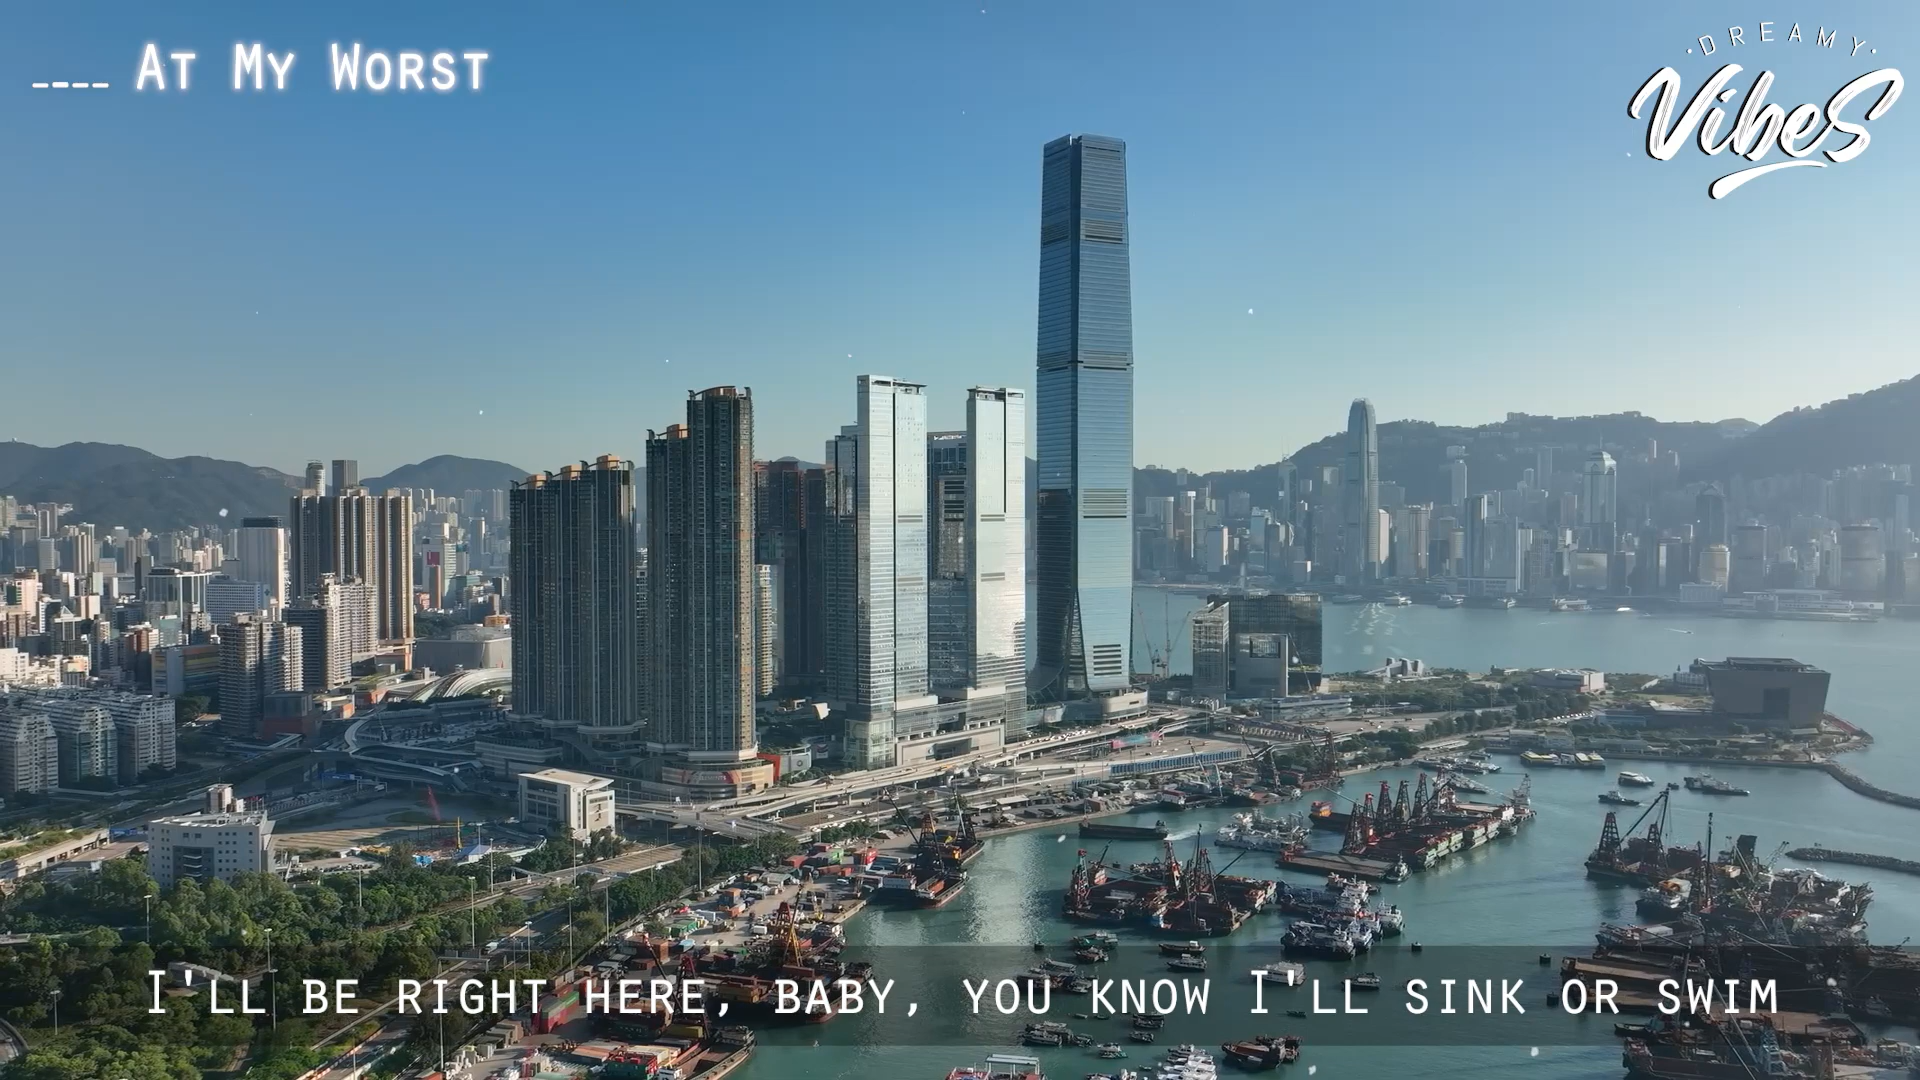 ---- At My Worst
·DREAMY·
Vibes
I'll be right here, baby, you know I'll sink or swim